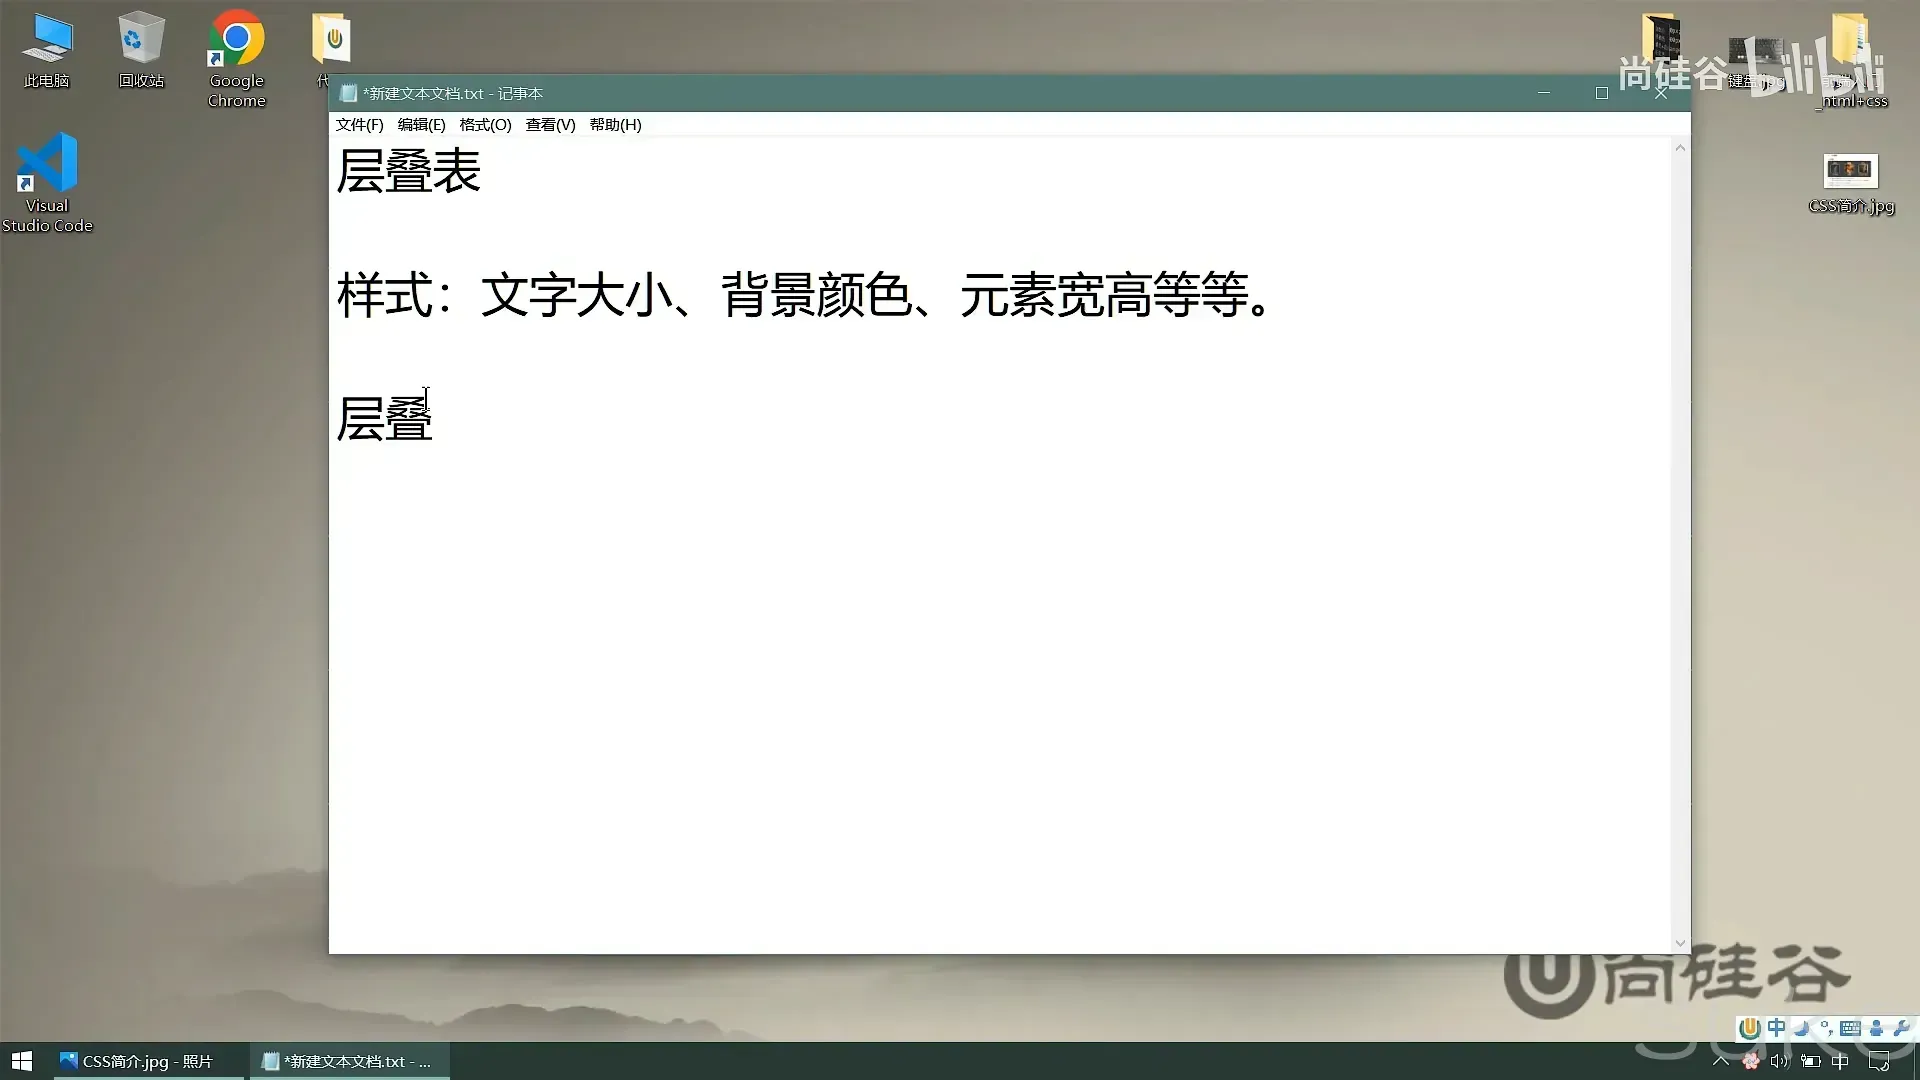 此电脑
回收站
Google
Chrome
Visual
Studio Code
*新建文本文档.txt - 记事本
文件(F) 编辑(E) 格式(O) 查看(V) 帮助(H)
层叠表
样式：文字大小、背景颜色、元素宽高等等。
层叠
尚硅谷
bilibili
键盘.jpg
_html+css
CSS简介.jpg
尚硅谷
中
CSS简介.jpg - 照片
*新建文本文档.txt - ...
中